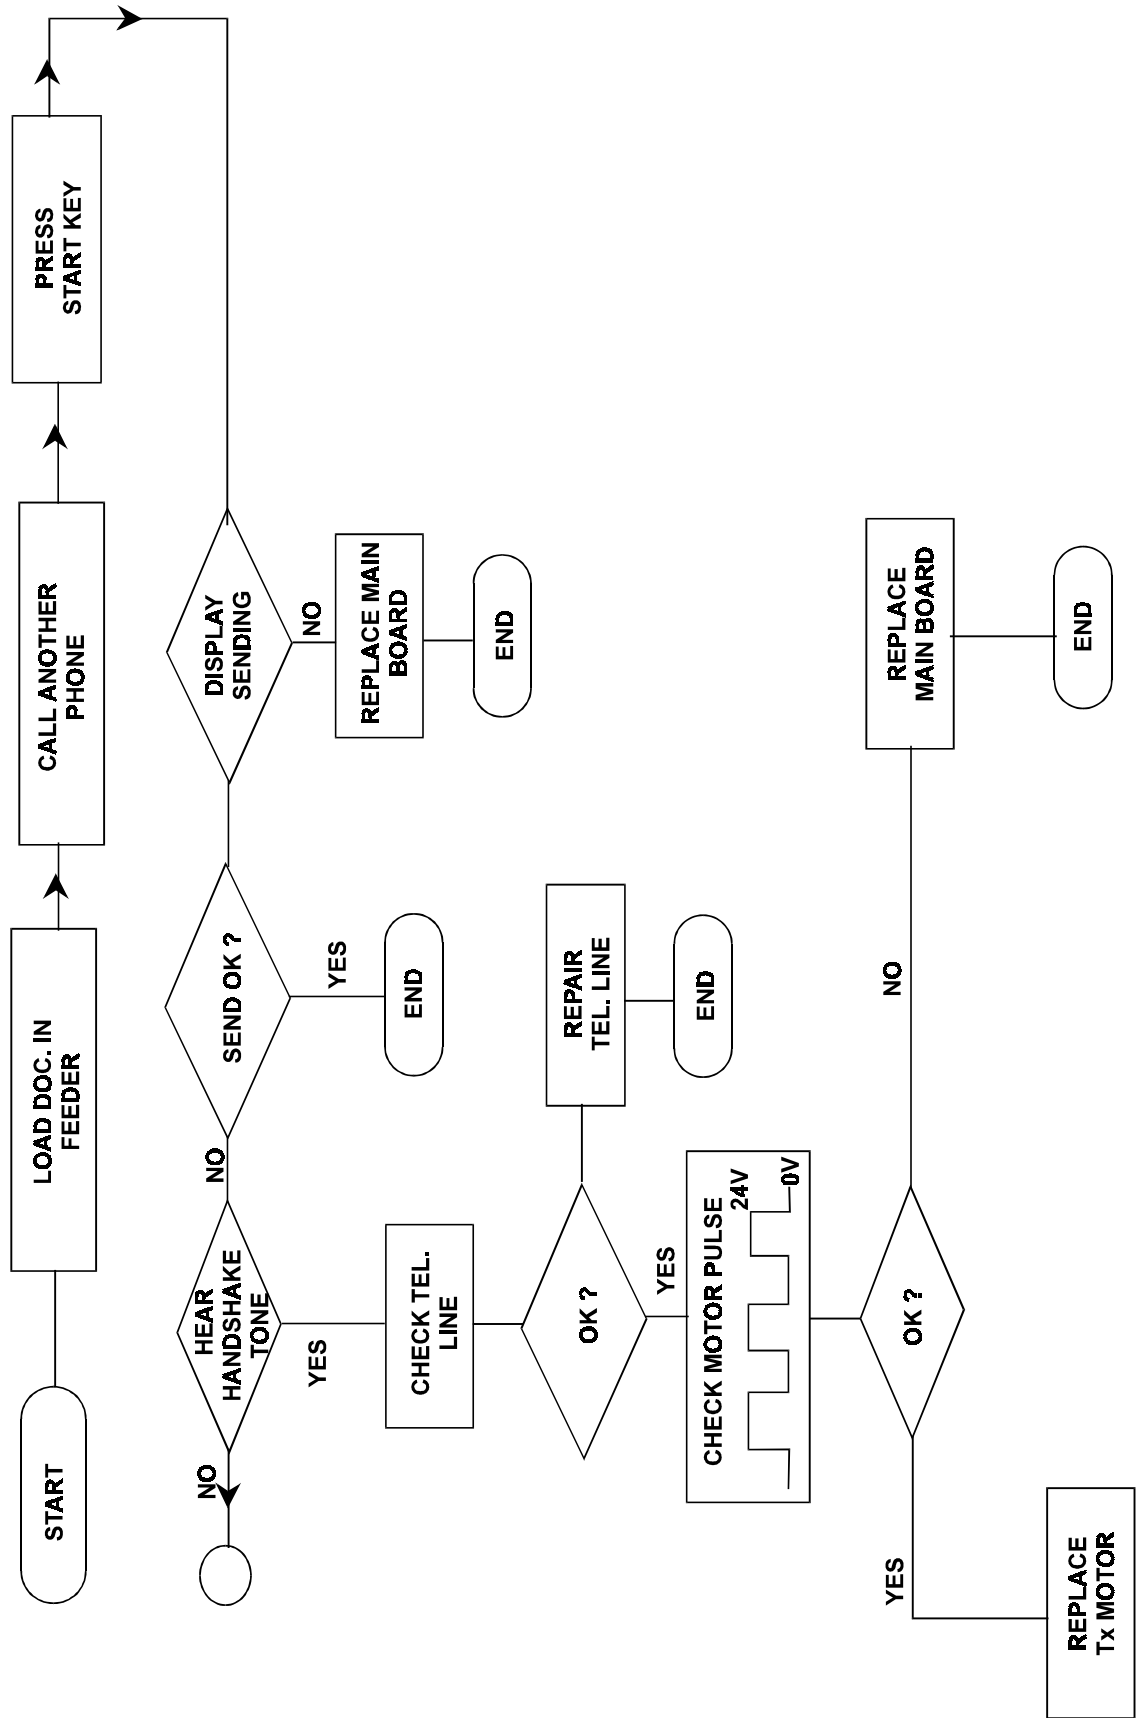 START
LOAD DOC. IN
FEEDER
CALL ANOTHER
PHONE
PRESS
START KEY
DISPLAY
SENDING
NO
REPLACE MAIN
BOARD
END
SEND OK ?
YES
END
NO
HEAR
HANDSHAKE
TONE
NO
YES
CHECK TEL.
LINE
OK ?
REPAIR
TEL. LINE
END
YES
CHECK MOTOR PULSE
24V
0V
OK ?
NO
REPLACE
MAIN BOARD
END
YES
REPLACE
Tx MOTOR